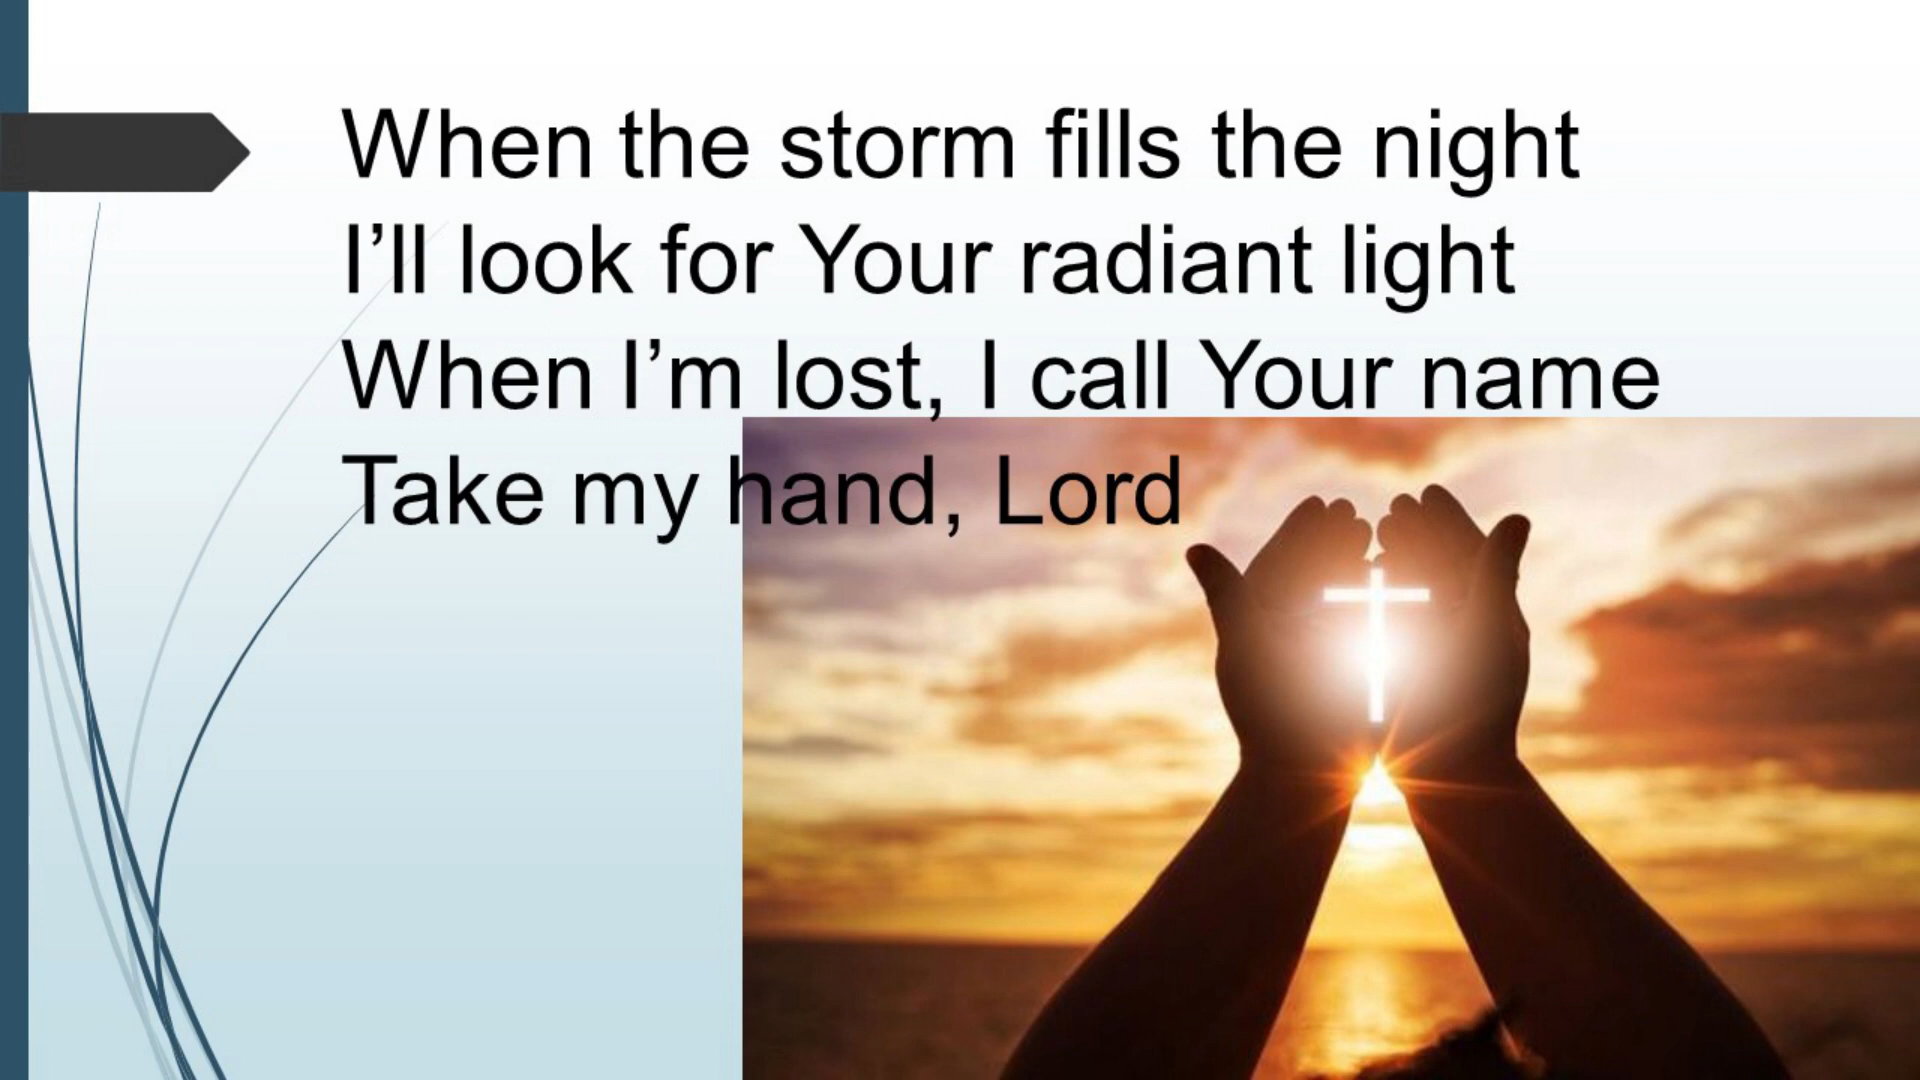 When the storm fills the night
I’ll look for Your radiant light
When I’m lost, I call Your name
Take my hand, Lord